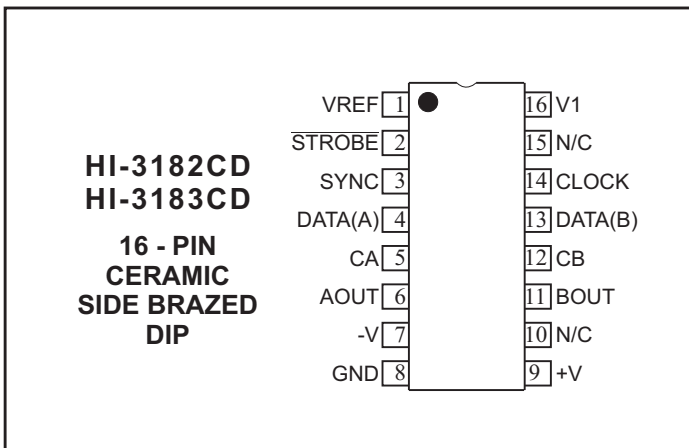 HI-3182CD
HI-3183CD
16 - PIN
CERAMIC
SIDE BRAZED
DIP
VREF 1
STROBE 2
SYNC 3
DATA(A) 4
CA 5
AOUT 6
-V 7
GND 8
16 V1
15 N/C
14 CLOCK
13 DATA(B)
12 CB
11 BOUT
10 N/C
9 +V